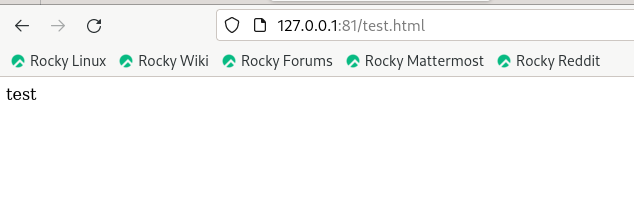 127.0.0.1:81/test.html
Rocky Linux Rocky Wiki Rocky Forums Rocky Mattermost Rocky Reddit
test